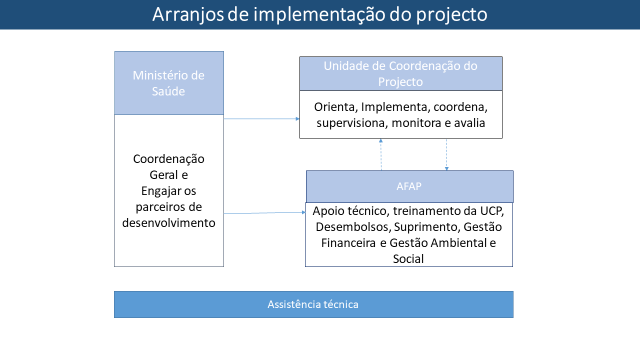 Arranjos de implementação do projecto
Ministério de
Saúde
Coordenação
Geral e
Engajar os
parceiros de
desenvolvimento
Unidade de Coordenação do
Projecto
Orienta, Implementa, coordena,
supervisiona, monitora e avalia
AFAP
Apoio técnico, treinamento da UCP,
Desembolsos, Suprimento, Gestão
Financeira e Gestão Ambiental e
Social
Assistência técnica